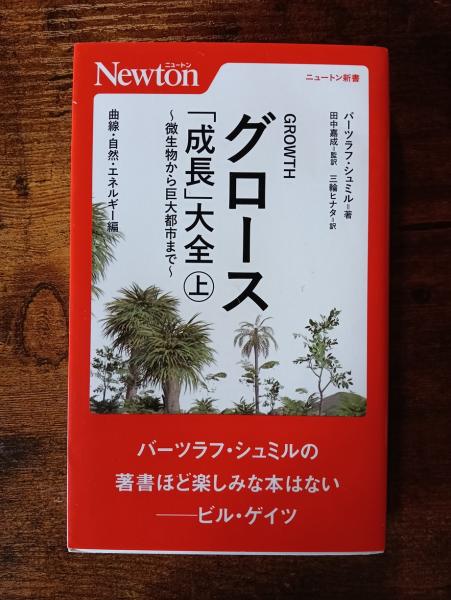 ニュートン
Newton
ニュートン新書
バーツラフ・シュミル=著
田中嘉成=監訳 三輪ヒナタ=訳
GROWTH
グロース
「成長」大全 上
~微生物から巨大都市まで~
曲線・自然・エネルギー編
バーツラフ・シュミルの
著書ほど楽しみな本はない
——ビル・ゲイツ